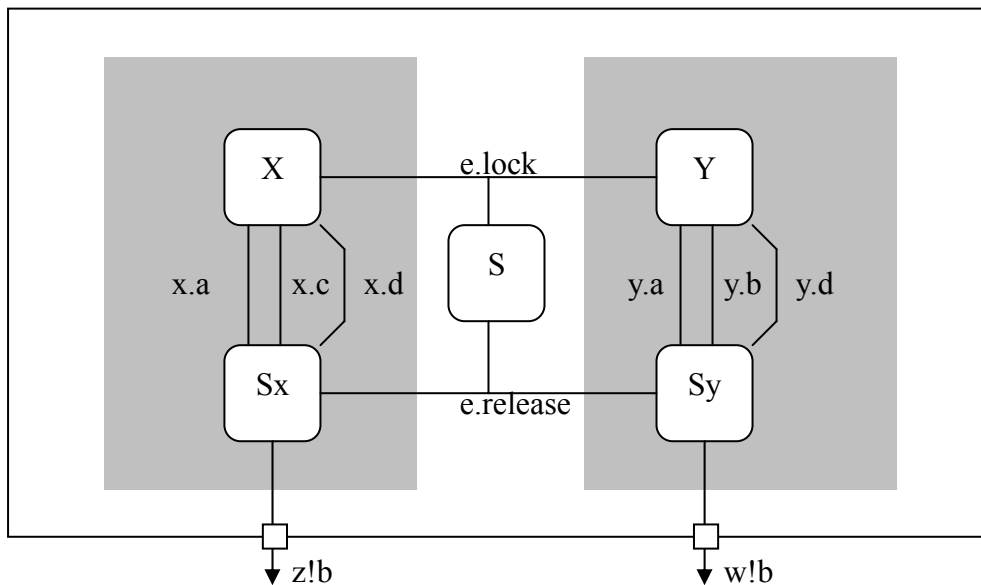 X
e.lock
Y
x.a
x.c
x.d
S
y.a
y.b
y.d
Sx
e.release
Sy
z!b
w!b